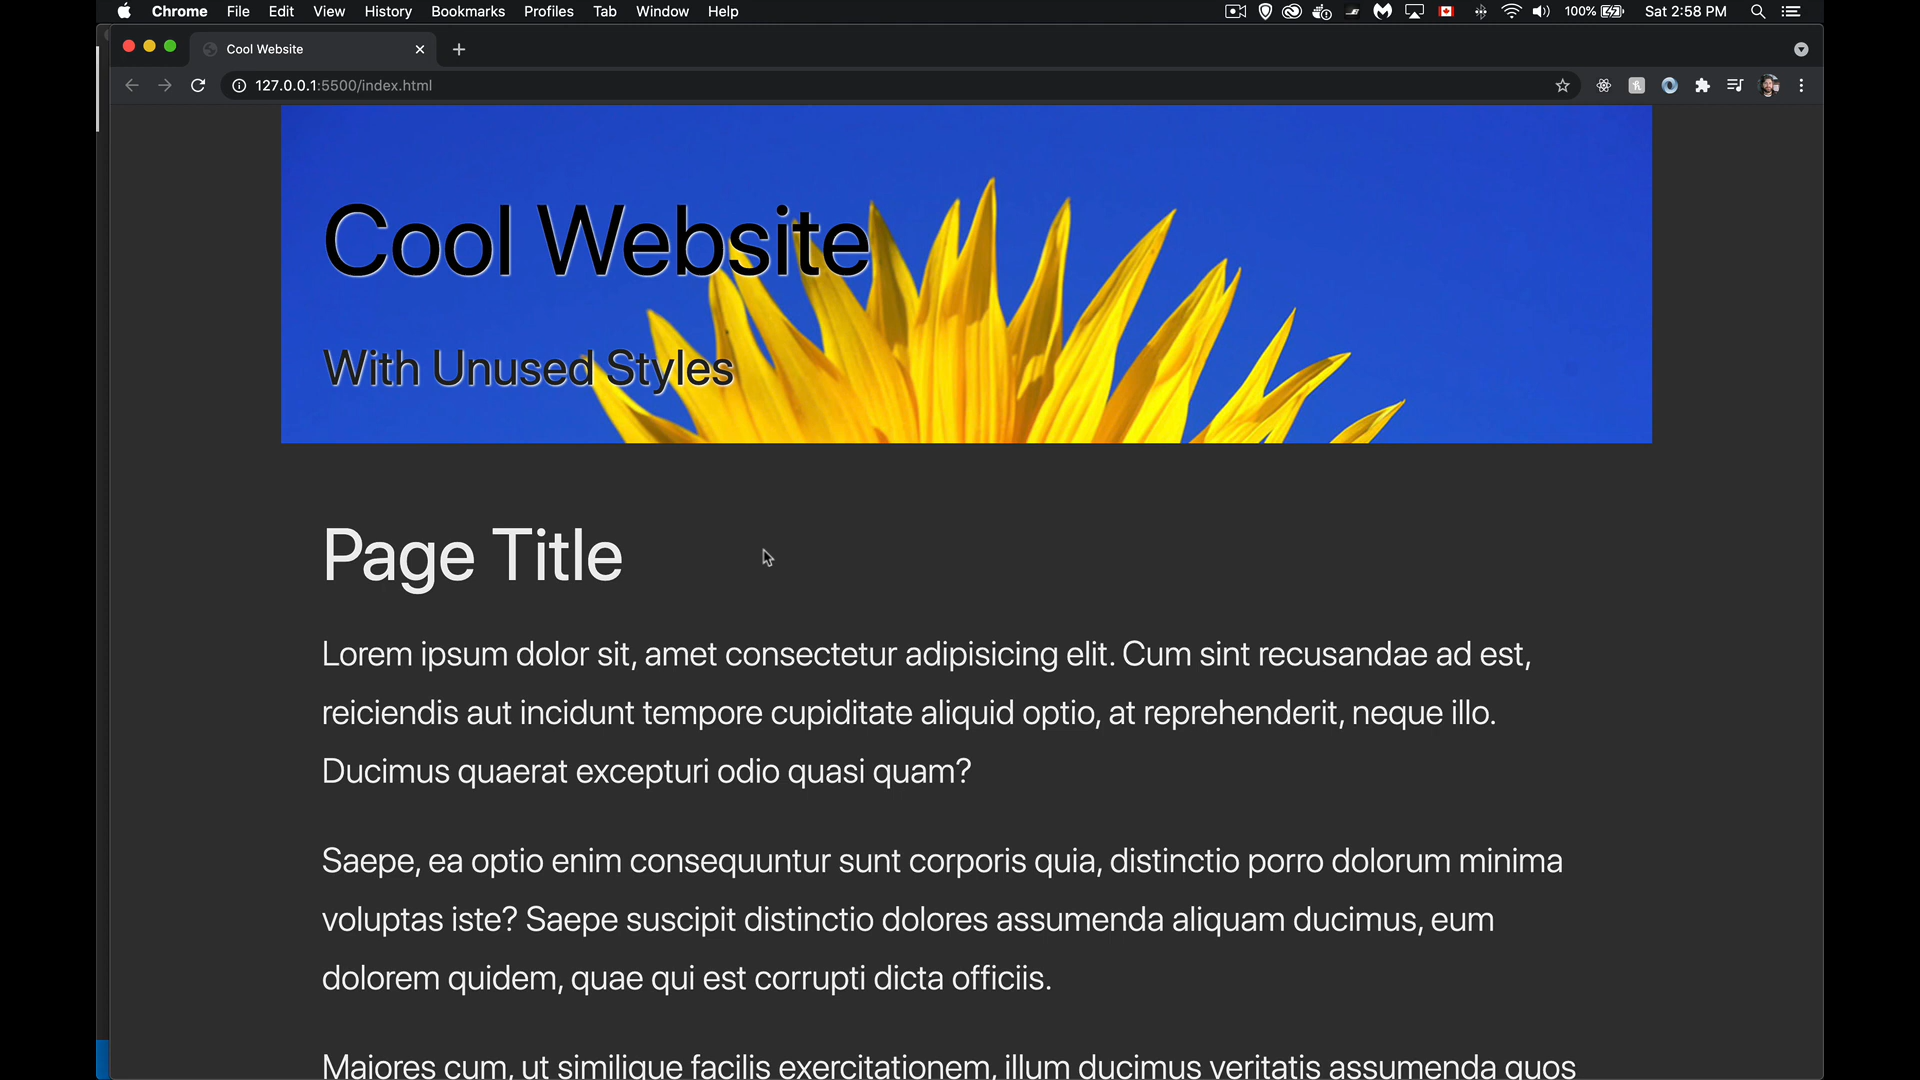 Chrome File Edit View History Bookmarks Profiles Tab Window Help 100% Sat 2:58 PM
Cool Website
127.0.0.1:5500/index.html
Cool Website
With Unused Styles
Page Title
Lorem ipsum dolor sit, amet consectetur adipisicing elit. Cum sint recusandae ad est,
reiciendis aut incidunt tempore cupiditate aliquid optio, at reprehenderit, neque illo.
Ducimus quaerat excepturi odio quasi quam?
Saepe, ea optio enim consequuntur sunt corporis quia, distinctio porro dolorum minima
voluptas iste? Saepe suscipit distinctio dolores assumenda aliquam ducimus, eum
dolorem quidem, quae qui est corrupti dicta officiis.
Maiores cum, ut similique facilis exercitationem, illum ducimus veritatis assumenda quos